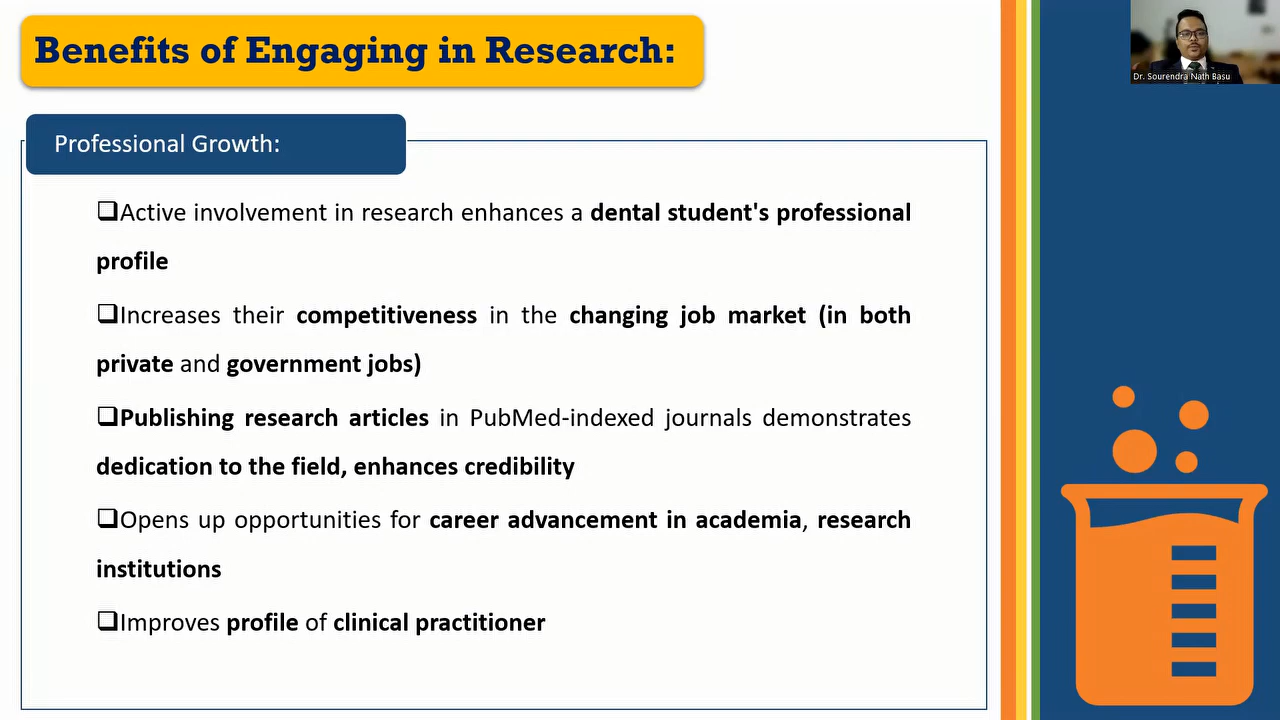 Benefits of Engaging in Research:
Dr. Sourendra Nath Basu
Professional Growth:
❑Active involvement in research enhances a dental student's professional
profile
❑Increases their competitiveness in the changing job market (in both
private and government jobs)
❑Publishing research articles in PubMed-indexed journals demonstrates
dedication to the field, enhances credibility
❑Opens up opportunities for career advancement in academia, research
institutions
❑Improves profile of clinical practitioner